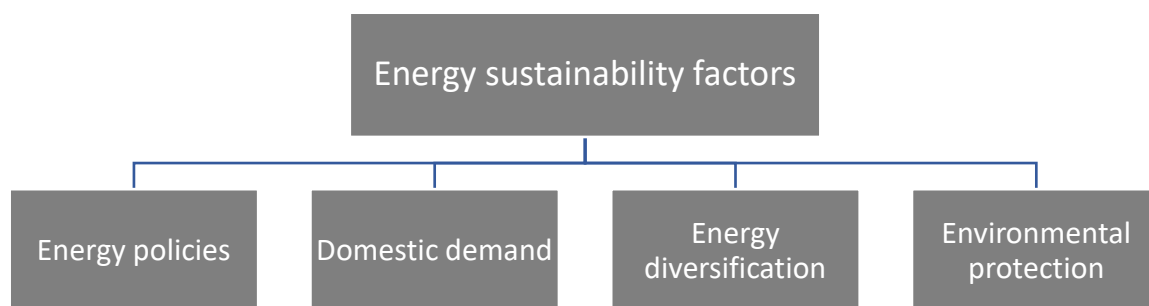 Energy sustainability factors
Energy policies
Domestic demand
Energy
diversification
Environmental
protection